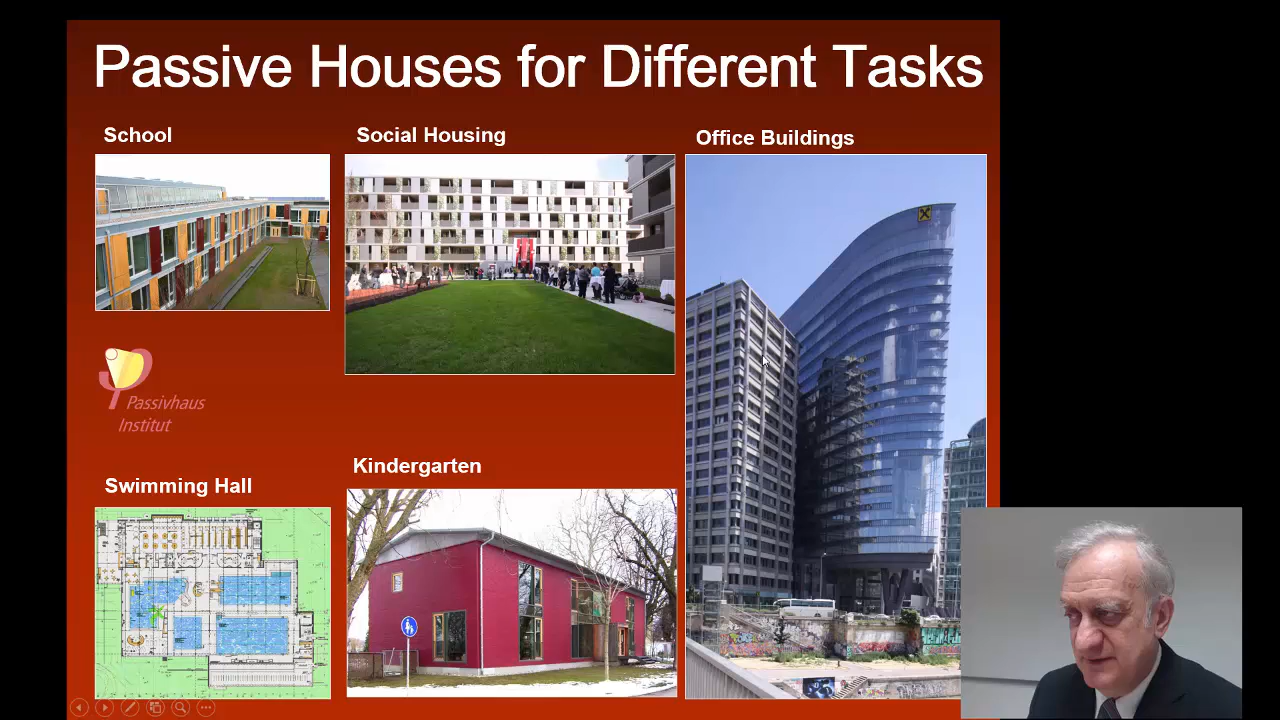 Passive Houses for Different Tasks
School
Social Housing
Office Buildings
Passivhaus
Institut
Swimming Hall
Kindergarten